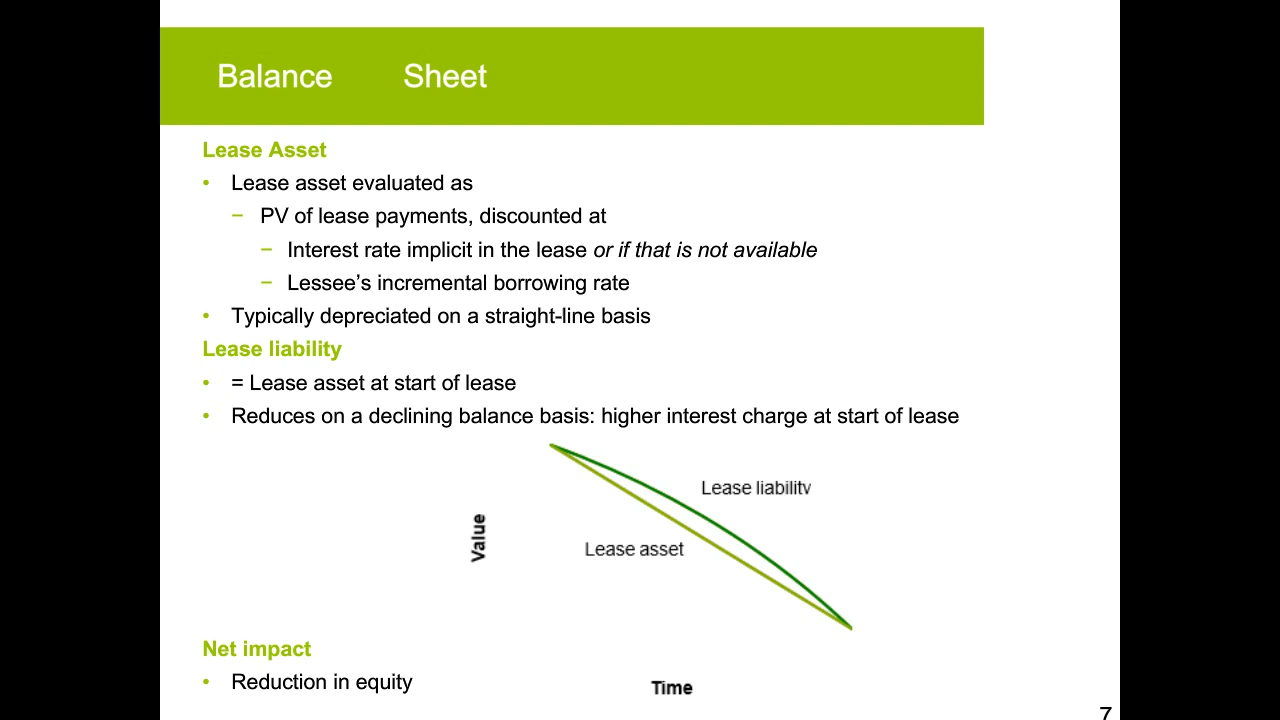 Balance Sheet
Lease Asset
• Lease asset evaluated as
− PV of lease payments, discounted at
− Interest rate implicit in the lease or if that is not available
− Lessee’s incremental borrowing rate
• Typically depreciated on a straight-line basis
Lease liability
• = Lease asset at start of lease
• Reduces on a declining balance basis: higher interest charge at start of lease
Lease liability
Value
Lease asset
Net impact
• Reduction in equity
Time
7